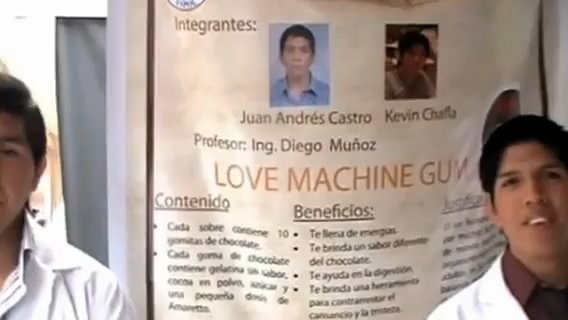 Integrantes:
Juan Andrés Castro Kevin Chafla
Profesor: Ing. Diego Muñoz
LOVE MACHINE GUM
Contenido
• Cada sobre contiene 10
gomitas de chocolate.
• Cada goma de chocolate
contiene gelatina sin sabor,
cocoa en polvo, azúcar y
una pequeña dosis de
Amaretto.
Beneficios:
• Te llena de energías.
• Te brinda un sabor diferente
del chocolate.
• Te ayuda en la digestión.
• Te brinda una herramienta
para contrarrestar el
cansancio y la tristeza.